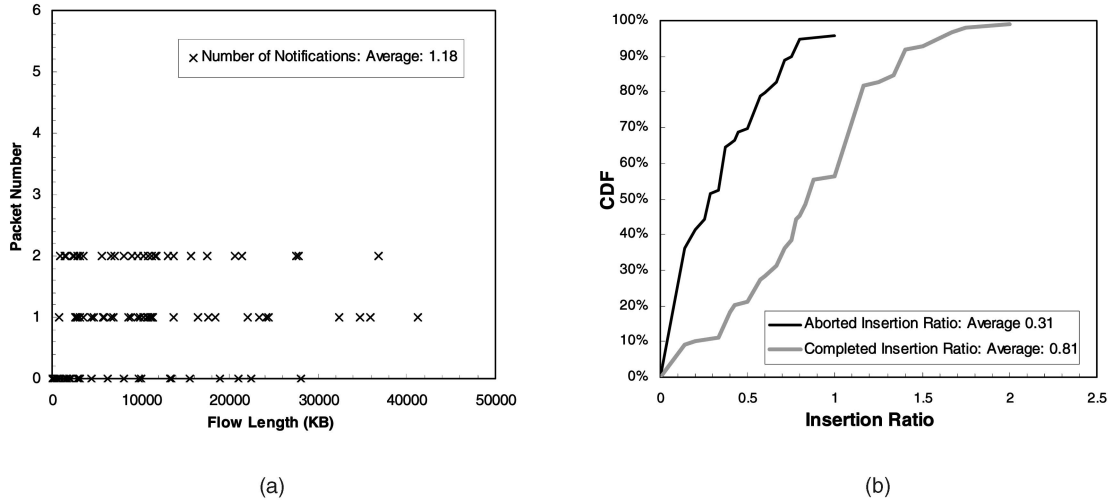 6
5
4
3
2
1
0
Packet Number
× Number of Notifications: Average: 1.18
0 10000 20000 30000 40000 50000
Flow Length (KB)
(a)
100%
90%
80%
70%
60%
50%
40%
30%
20%
10%
0%
CDF
Aborted Insertion Ratio: Average 0.31
Completed Insertion Ratio: Average: 0.81
0 0.5 1 1.5 2 2.5
Insertion Ratio
(b)